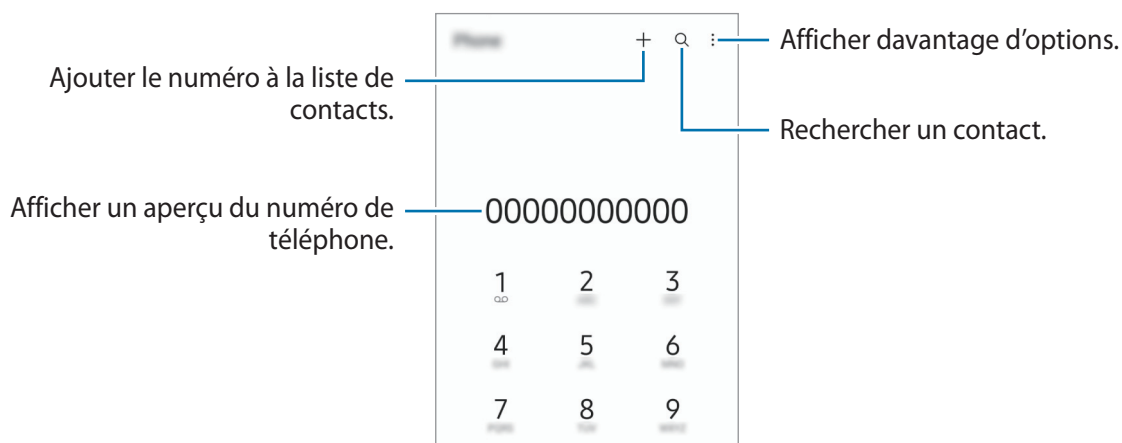 Phone
Afficher davantage d’options.
Ajouter le numéro à la liste de
contacts.
Rechercher un contact.
Afficher un aperçu du numéro de
téléphone.
00000000000
1 2 3
4 5 6
7 8 9